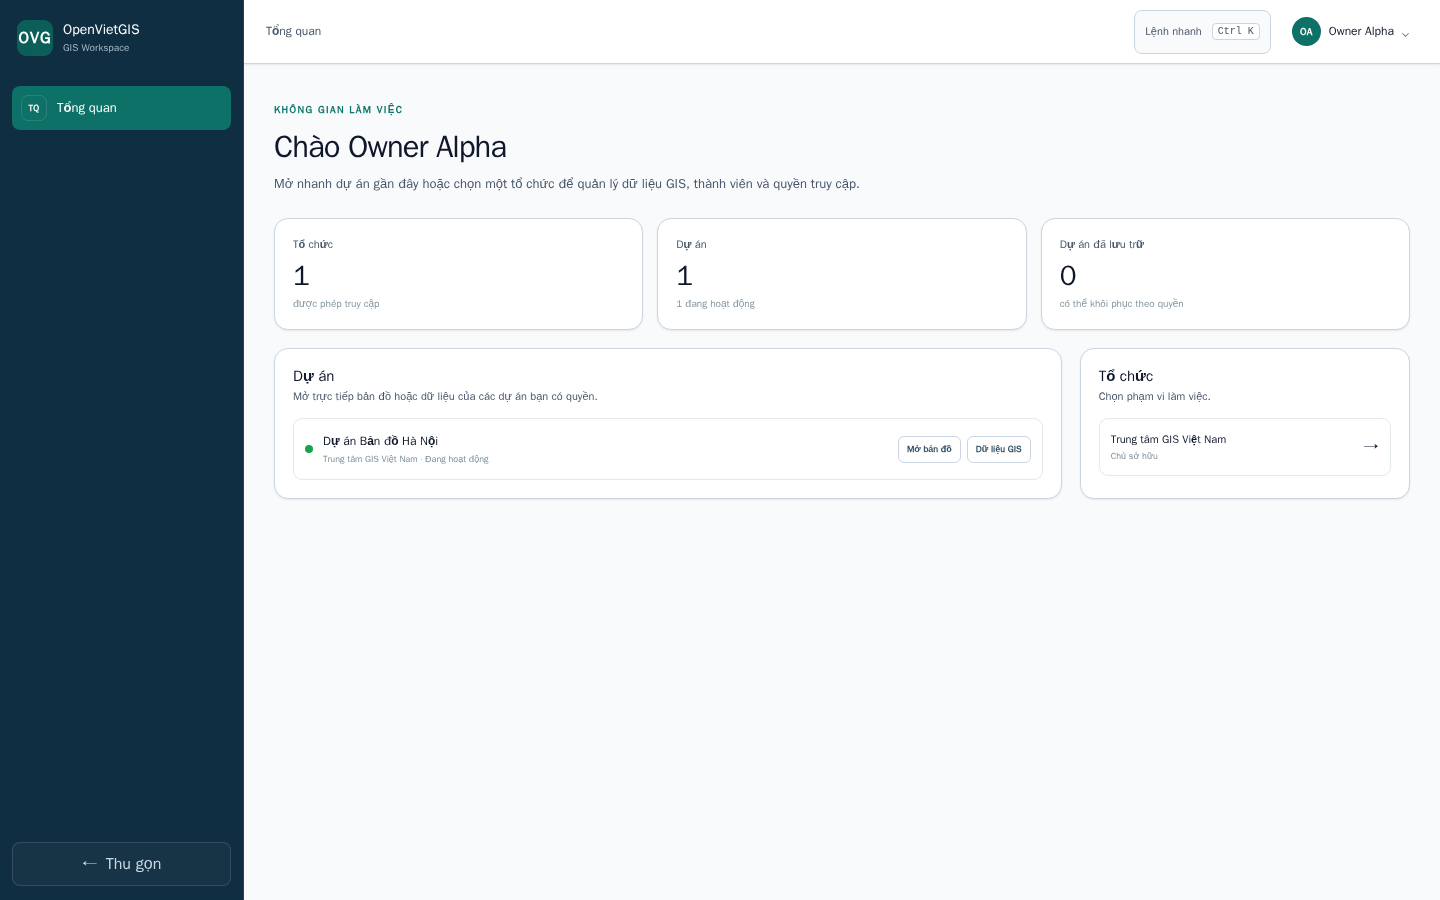 OVG
OpenVietGIS
GIS Workspace
TQ
Tổng quan
← Thu gọn
Tổng quan
Lệnh nhanh
Ctrl K
OA
Owner Alpha
KHÔNG GIAN LÀM VIỆC
Chào Owner Alpha
Mở nhanh dự án gần đây hoặc chọn một tổ chức để quản lý dữ liệu GIS, thành viên và quyền truy cập.
Tổ chức
1
được phép truy cập
Dự án
1
1 đang hoạt động
Dự án đã lưu trữ
0
có thể khôi phục theo quyền
Dự án
Mở trực tiếp bản đồ hoặc dữ liệu của các dự án bạn có quyền.
Dự án Bản đồ Hà Nội
Trung tâm GIS Việt Nam · Đang hoạt động
Mở bản đồ
Dữ liệu GIS
Tổ chức
Chọn phạm vi làm việc.
Trung tâm GIS Việt Nam
Chủ sở hữu
→